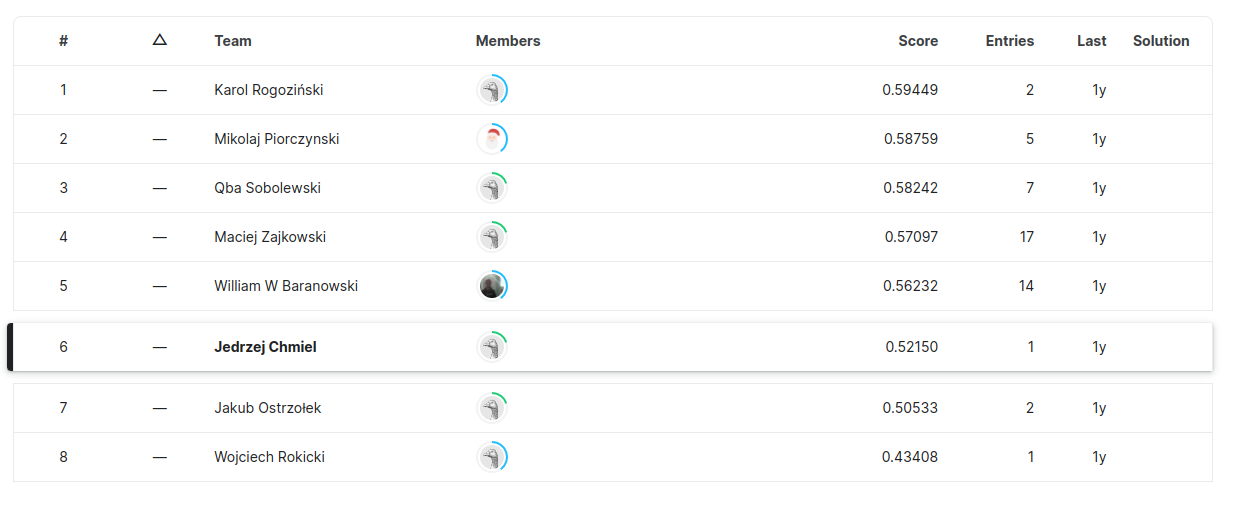 # △ Team Members Score Entries Last Solution
1 — Karol Rogoziński 0.59449 2 1y
2 — Mikolaj Piorczynski 0.58759 5 1y
3 — Qba Sobolewski 0.58242 7 1y
4 — Maciej Zajkowski 0.57097 17 1y
5 — William W Baranowski 0.56232 14 1y
6 — Jedrzej Chmiel 0.52150 1 1y
7 — Jakub Ostrzołek 0.50533 2 1y
8 — Wojciech Rokicki 0.43408 1 1y